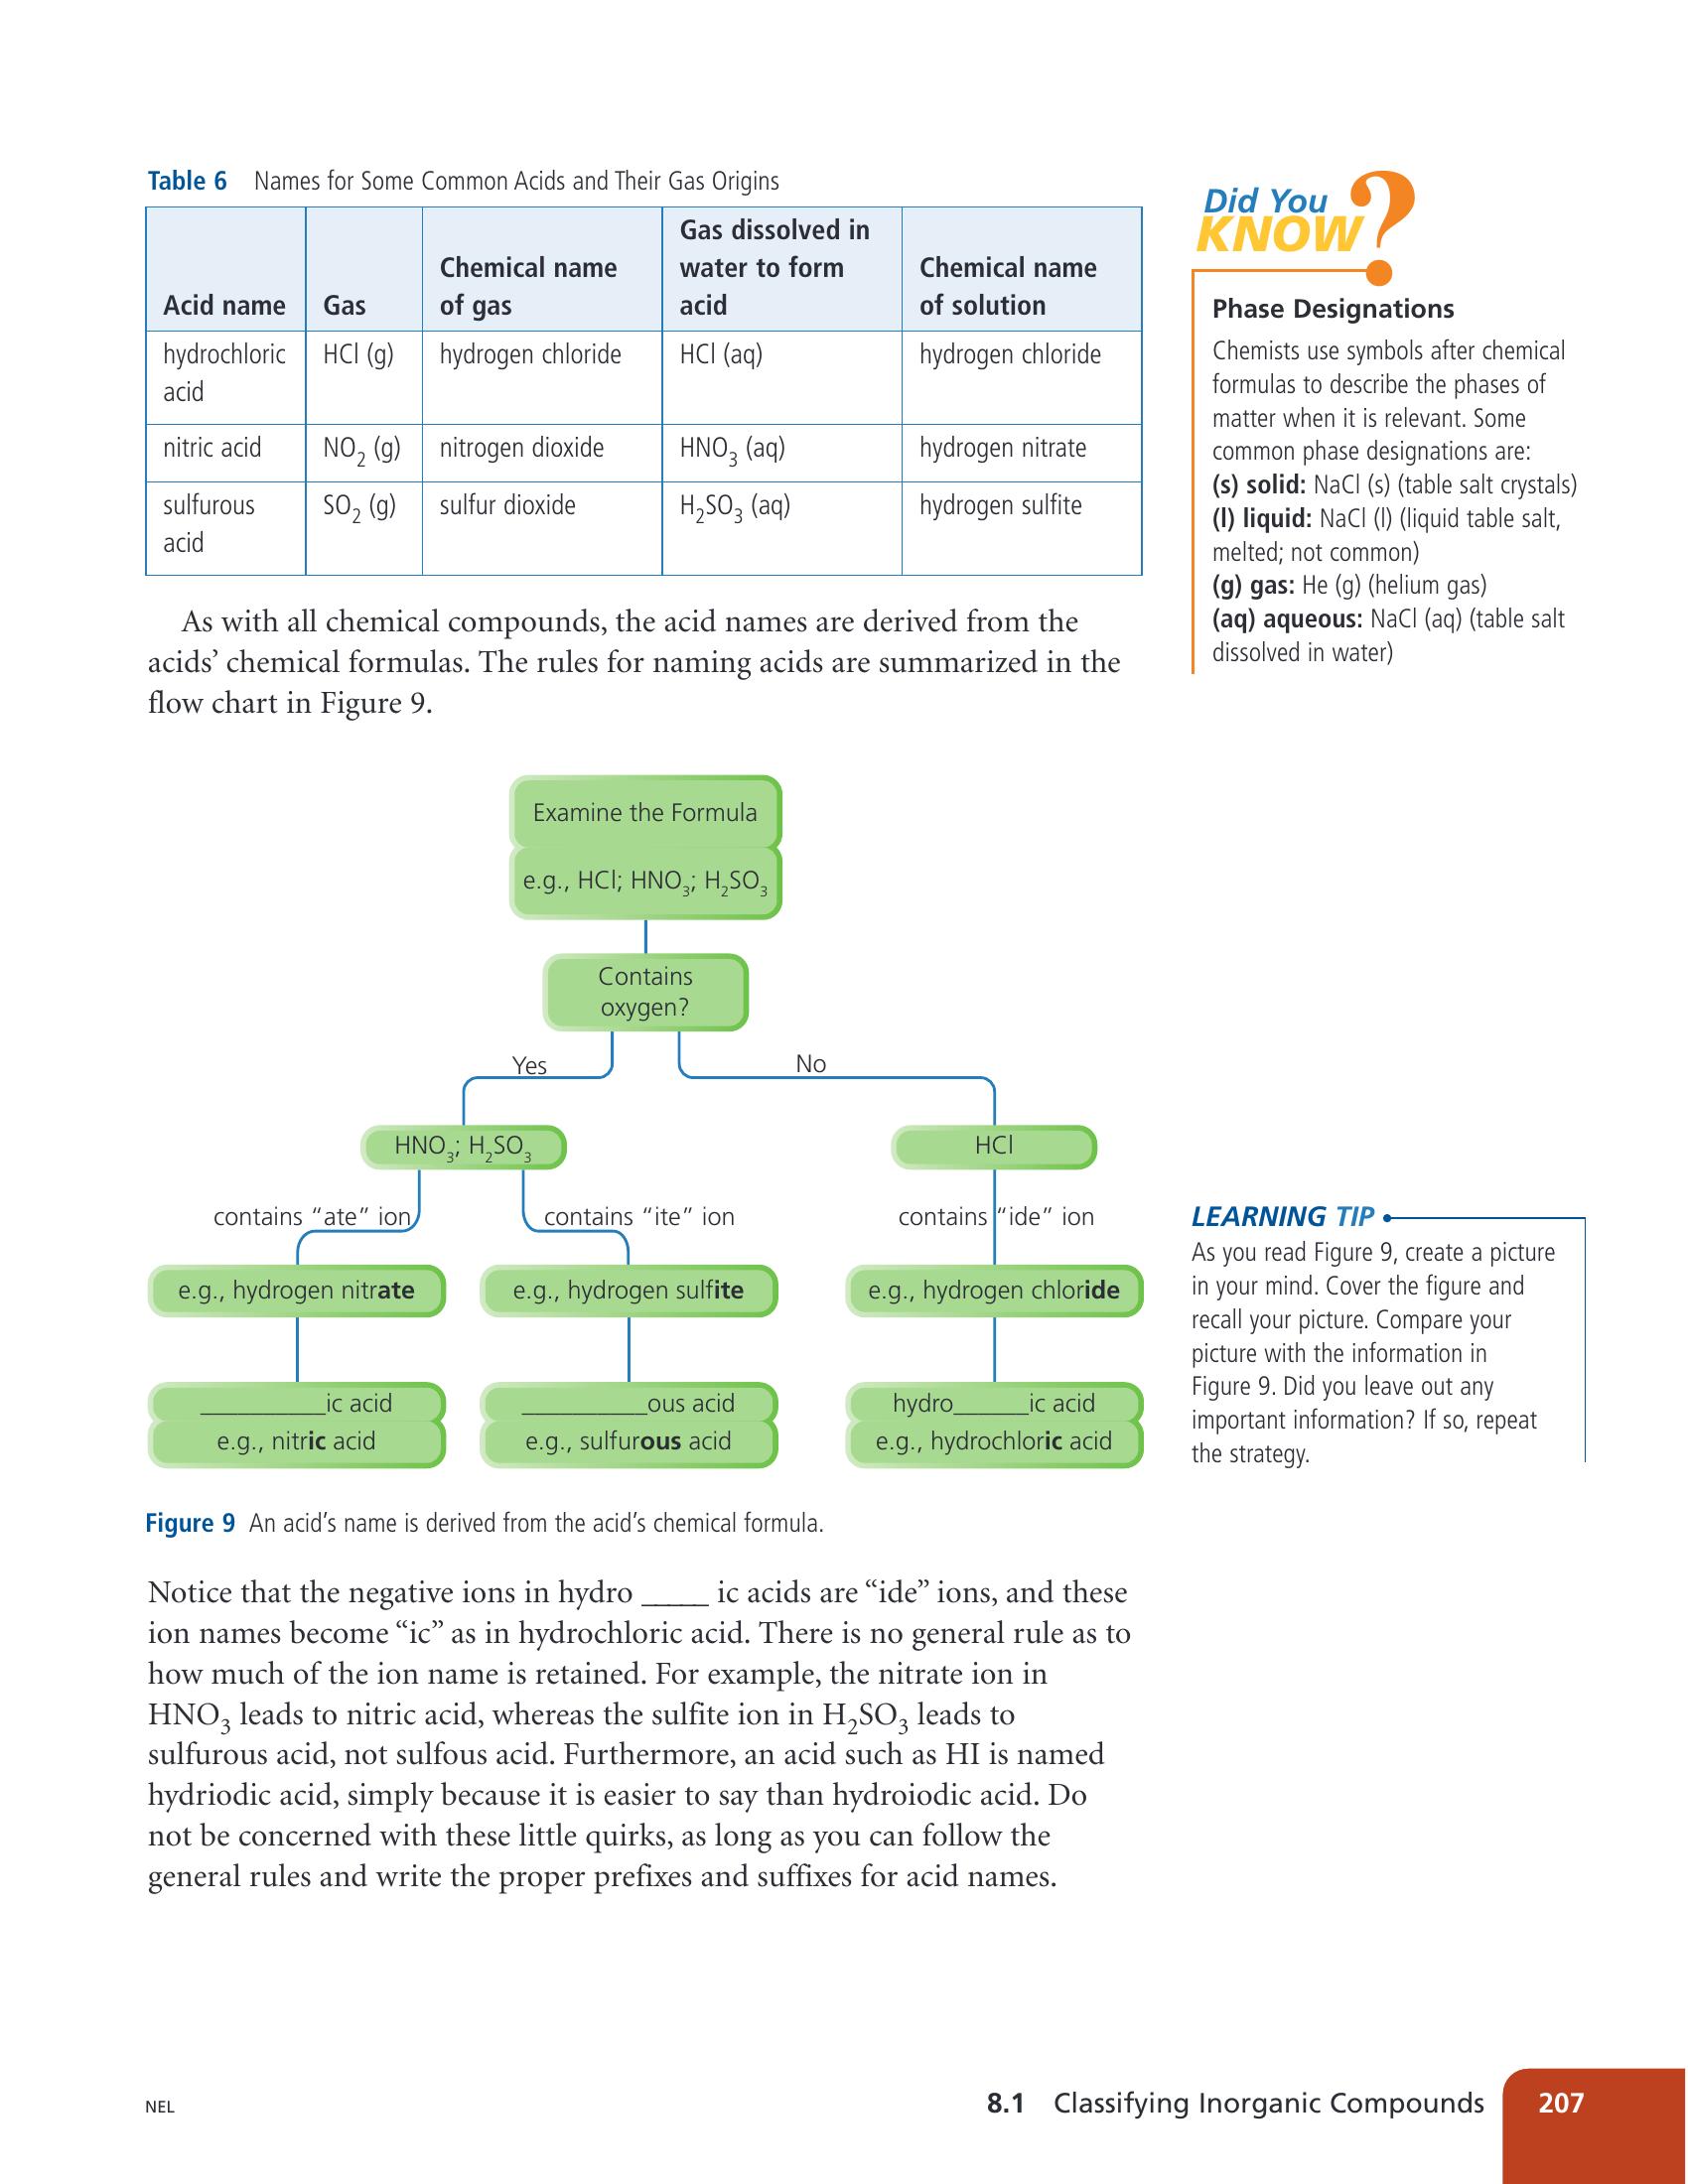 Table 6 Names for Some Common Acids and Their Gas Origins
Acid name
Gas
Chemical name
of gas
Gas dissolved in
water to form
acid
Chemical name
of solution
hydrochloric
acid
HCl (g)
hydrogen chloride
HCl (aq)
hydrogen chloride
nitric acid
NO2 (g)
nitrogen dioxide
HNO3 (aq)
hydrogen nitrate
sulfurous
acid
SO2 (g)
sulfur dioxide
H2SO3 (aq)
hydrogen sulfite
Did You
KNOW?
Phase Designations
Chemists use symbols after chemical
formulas to describe the phases of
matter when it is relevant. Some
common phase designations are:
(s) solid: NaCl (s) (table salt crystals)
(l) liquid: NaCl (l) (liquid table salt,
melted; not common)
(g) gas: He (g) (helium gas)
(aq) aqueous: NaCl (aq) (table salt
dissolved in water)
As with all chemical compounds, the acid names are derived from the
acids’ chemical formulas. The rules for naming acids are summarized in the
flow chart in Figure 9.
Examine the Formula
e.g., HCl; HNO3; H2SO3
Contains
oxygen?
Yes
No
HNO3; H2SO3
HCl
contains “ate” ion
contains “ite” ion
contains “ide” ion
e.g., hydrogen nitrate
e.g., hydrogen sulfite
e.g., hydrogen chloride
__________ic acid
e.g., nitric acid
__________ous acid
e.g., sulfurous acid
hydro______ic acid
e.g., hydrochloric acid
LEARNING TIP
As you read Figure 9, create a picture
in your mind. Cover the figure and
recall your picture. Compare your
picture with the information in
Figure 9. Did you leave out any
important information? If so, repeat
the strategy.
Figure 9 An acid’s name is derived from the acid’s chemical formula.
Notice that the negative ions in hydro _____ ic acids are “ide” ions, and these
ion names become “ic” as in hydrochloric acid. There is no general rule as to
how much of the ion name is retained. For example, the nitrate ion in
HNO3 leads to nitric acid, whereas the sulfite ion in H2SO3 leads to
sulfurous acid, not sulfous acid. Furthermore, an acid such as HI is named
hydriodic acid, simply because it is easier to say than hydroiodic acid. Do
not be concerned with these little quirks, as long as you can follow the
general rules and write the proper prefixes and suffixes for acid names.
NEL
8.1 Classifying Inorganic Compounds
207